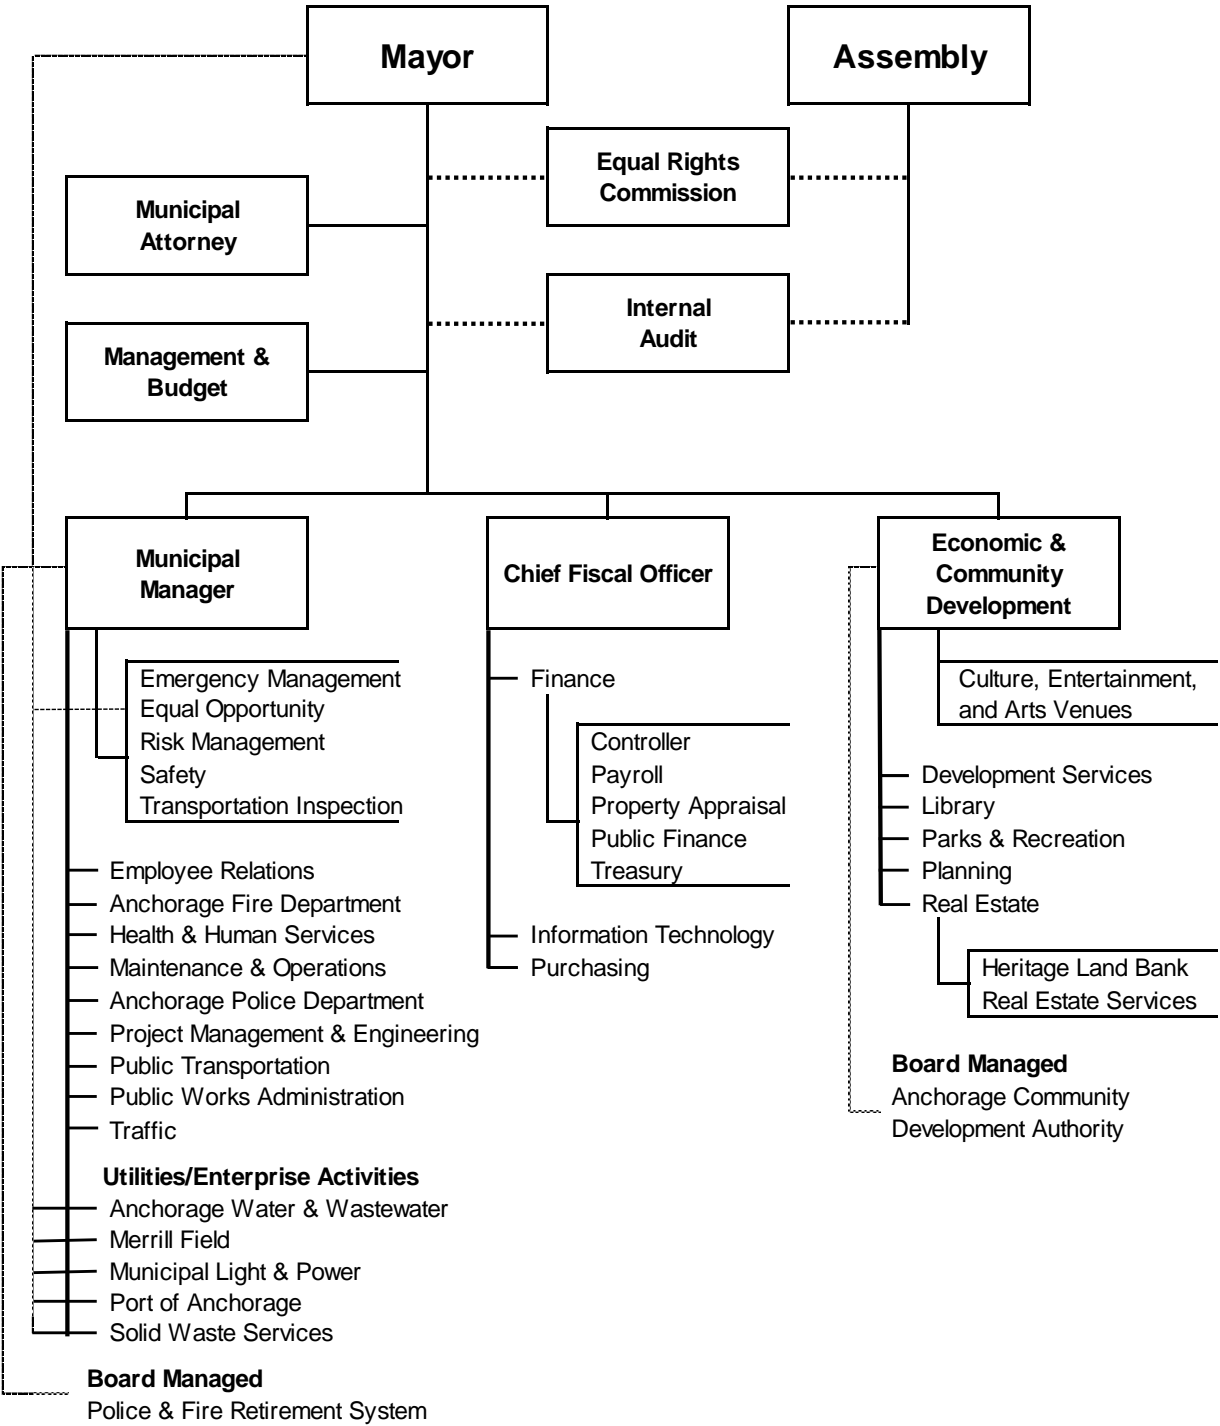 Mayor
Assembly
Equal Rights
Commission
Municipal
Attorney
Internal
Audit
Management &
Budget
Municipal
Manager
Emergency Management
Equal Opportunity
Risk Management
Safety
Transportation Inspection
Employee Relations
Anchorage Fire Department
Health & Human Services
Maintenance & Operations
Anchorage Police Department
Project Management & Engineering
Public Transportation
Public Works Administration
Traffic
Utilities/Enterprise Activities
Anchorage Water & Wastewater
Merrill Field
Municipal Light & Power
Port of Anchorage
Solid Waste Services
Board Managed
Police & Fire Retirement System
Chief Fiscal Officer
Finance
Controller
Payroll
Property Appraisal
Public Finance
Treasury
Information Technology
Purchasing
Economic &
Community
Development
Culture, Entertainment,
and Arts Venues
Development Services
Library
Parks & Recreation
Planning
Real Estate
Heritage Land Bank
Real Estate Services
Board Managed
Anchorage Community
Development Authority